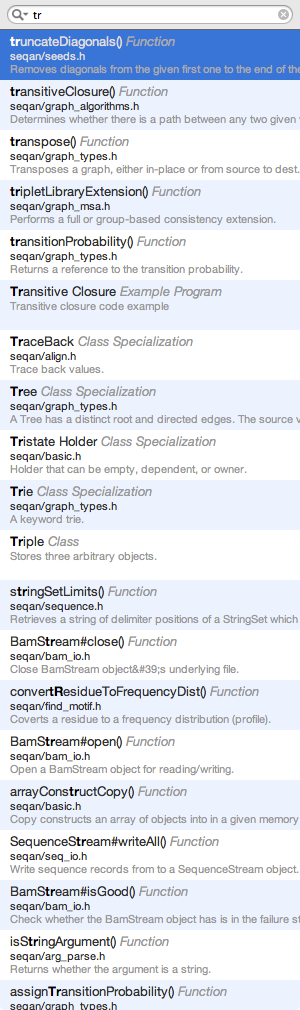 tr
truncateDiagonals() Function
seqan/seeds.h
Removes diagonals from the given first one to the end of the
transitiveClosure() Function
seqan/graph_algorithms.h
Determines whether there is a path between any two given
transpose() Function
seqan/graph_types.h
Transposes a graph, either in-place or from source to dest.
tripletLibraryExtension() Function
seqan/graph_msa.h
Performs a full or group-based consistency extension.
transitionProbability() Function
seqan/graph_types.h
Returns a reference to the transition probability.
Transitive Closure Example Program
Transitive closure code example
TraceBack Class Specialization
seqan/align.h
Trace back values.
Tree Class Specialization
seqan/graph_types.h
A Tree has a distinct root and directed edges. The source v
Tristate Holder Class Specialization
seqan/basic.h
Holder that can be empty, dependent, or owner.
Trie Class Specialization
seqan/graph_types.h
A keyword trie.
Triple Class
Stores three arbitrary objects.
stringSetLimits() Function
seqan/sequence.h
Retrieves a string of delimiter positions of a StringSet which
BamStream#close() Function
seqan/bam_io.h
Close BamStream object&#39;s underlying file.
convertResidueToFrequencyDist() Function
seqan/find_motif.h
Coverts a residue to a frequency distribution (profile).
BamStream#open() Function
seqan/bam_io.h
Open a BamStream object for reading/writing.
arrayConstructCopy() Function
seqan/basic.h
Copy constructs an array of objects into in a given memory
SequenceStream#writeAll() Function
seqan/seq_io.h
Write sequence records from to a SequenceStream object.
BamStream#isGood() Function
seqan/bam_io.h
Check whether the BamStream object has is in the failure st
isStringArgument() Function
seqan/arg_parse.h
Returns whether the argument is a string.
assignTransitionProbability() Function
seqan/graph_types.h